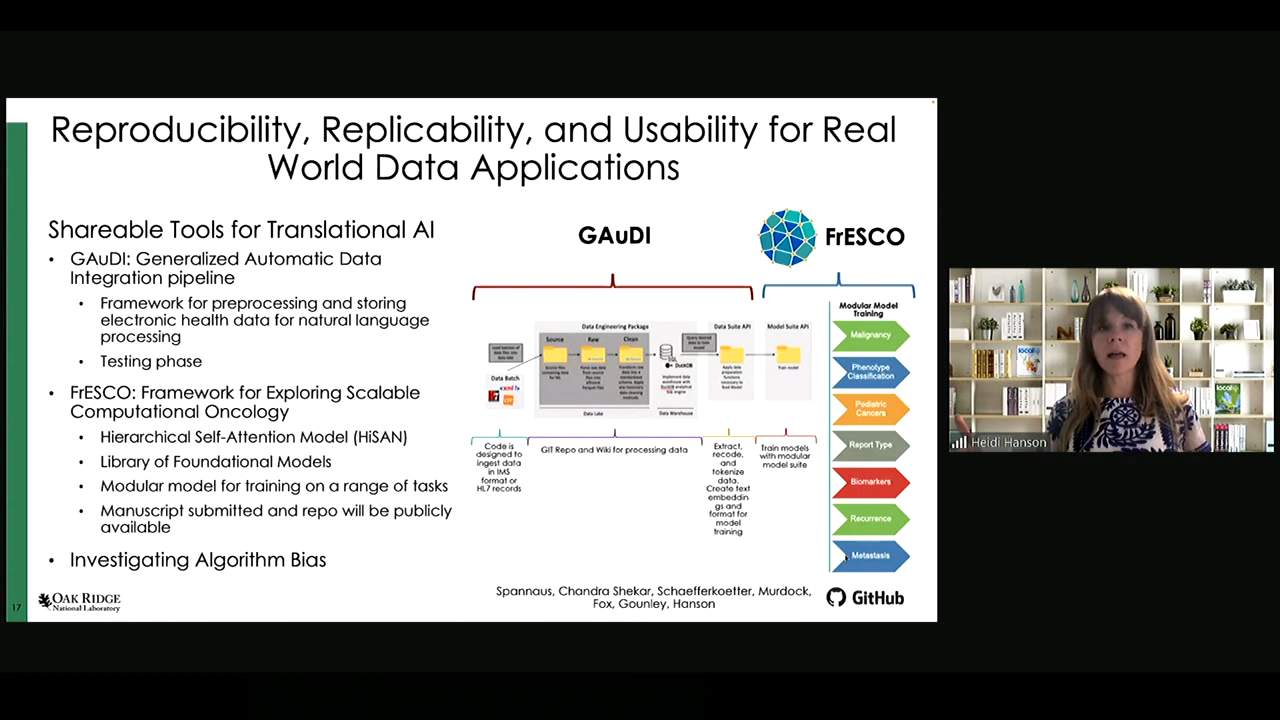 Reproducibility, Replicability, and Usability for Real
World Data Applications
Shareable Tools for Translational AI
• GAuDI: Generalized Automatic Data
Integration pipeline
• Framework for preprocessing and storing
electronic health data for natural language
processing
• Testing phase
• FrESCO: Framework for Exploring Scalable
Computational Oncology
• Hierarchical Self-Attention Model (HiSAN)
• Library of Foundational Models
• Modular model for training on a range of tasks
• Manuscript submitted and repo will be publicly
available
• Investigating Algorithm Bias
17
OAK RIDGE
National Laboratory
GAuDI
Data Engineering Package
Source
Raw
Clean
Data Batch
Data Lake
SQL
DuckDB
Data Warehouse
Data Suite API
Model Suite API
Train model
Code is
designed to
ingest data
in IMS
format or
HL7 records
GIT Repo and Wiki for processing data
Extract,
recode,
and
tokenize
data.
Create text
embeddin
gs and
format for
model
training
Train models
with modular
model suite
FrESCO
Modular Model
Training
Malignancy
Phenotype
Classification
Pediatric
Cancers
Report Type
Biomarkers
Recurrence
Metastasis
Spannaus, Chandra Shekar, Schaefferkoetter, Murdock,
Fox, Gounley, Hanson
GitHub
local
Heidi Hanson